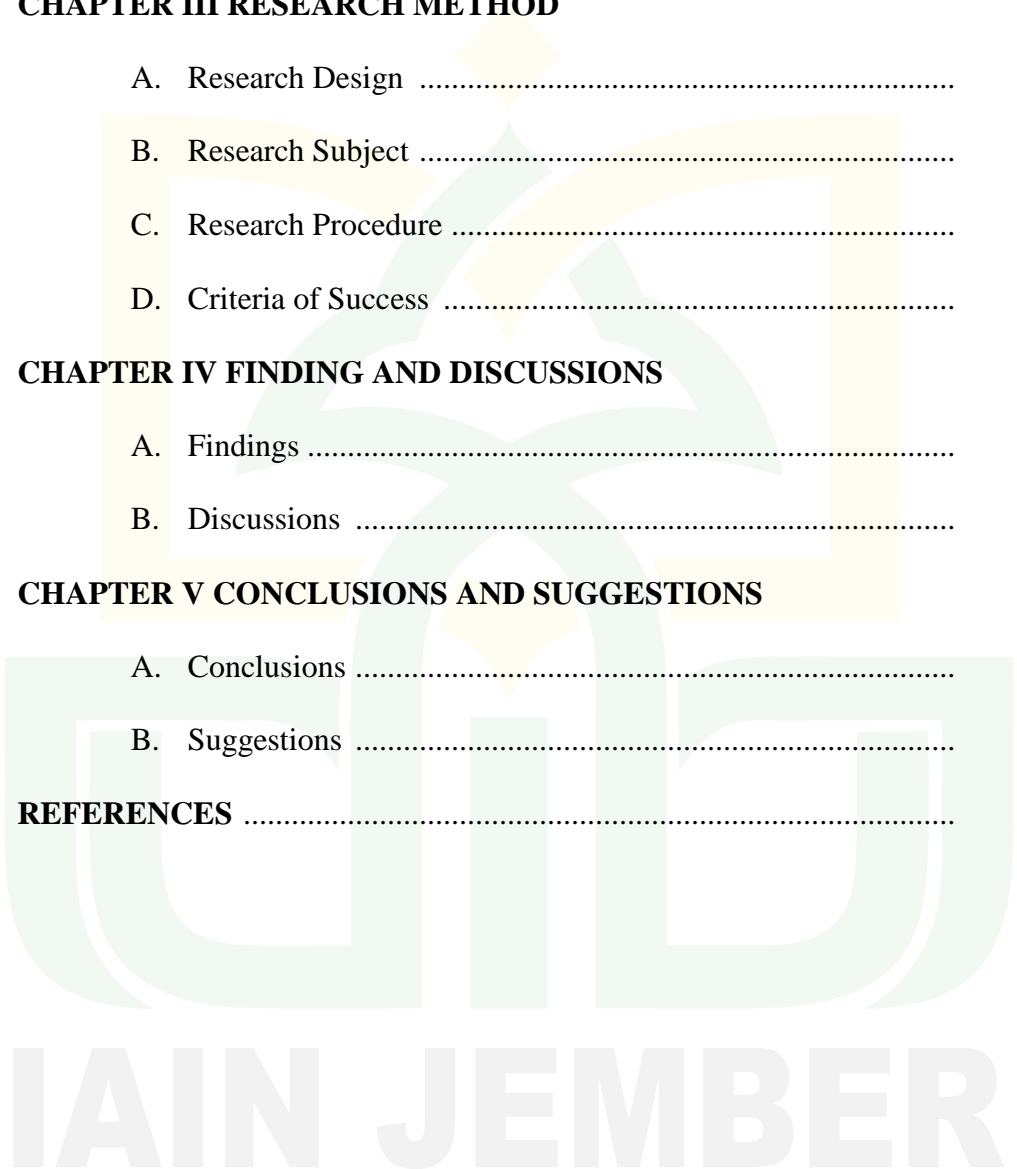 CHAPTER III RESEARCH METHOD
A. Research Design ....................................................................
B. Research Subject ....................................................................
C. Research Procedure ................................................................
D. Criteria of Success .................................................................
CHAPTER IV FINDING AND DISCUSSIONS
A. Findings ..................................................................................
B. Discussions ............................................................................
CHAPTER V CONCLUSIONS AND SUGGESTIONS
A. Conclusions ............................................................................
B. Suggestions ..............................................................................
REFERENCES ..........................................................................................
IAIN JEMBER